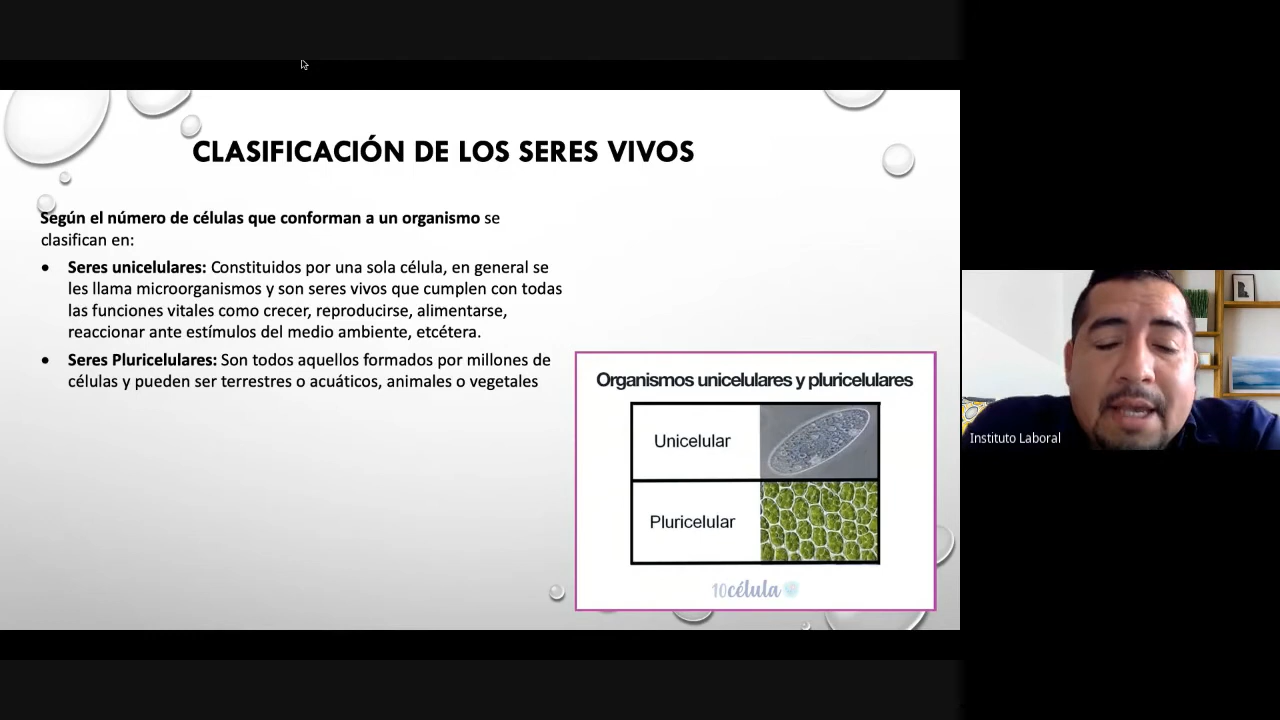 CLASIFICACIÓN DE LOS SERES VIVOS
Según el número de células que conforman a un organismo se
clasifican en:
• Seres unicelulares: Constituidos por una sola célula, en general se
les llama microorganismos y son seres vivos que cumplen con todas
las funciones vitales como crecer, reproducirse, alimentarse,
reaccionar ante estímulos del medio ambiente, etcétera.
• Seres Pluricelulares: Son todos aquellos formados por millones de
células y pueden ser terrestres o acuáticos, animales o vegetales
Organismos unicelulares y pluricelulares
Unicelular
Pluricelular
10célula
Instituto Laboral